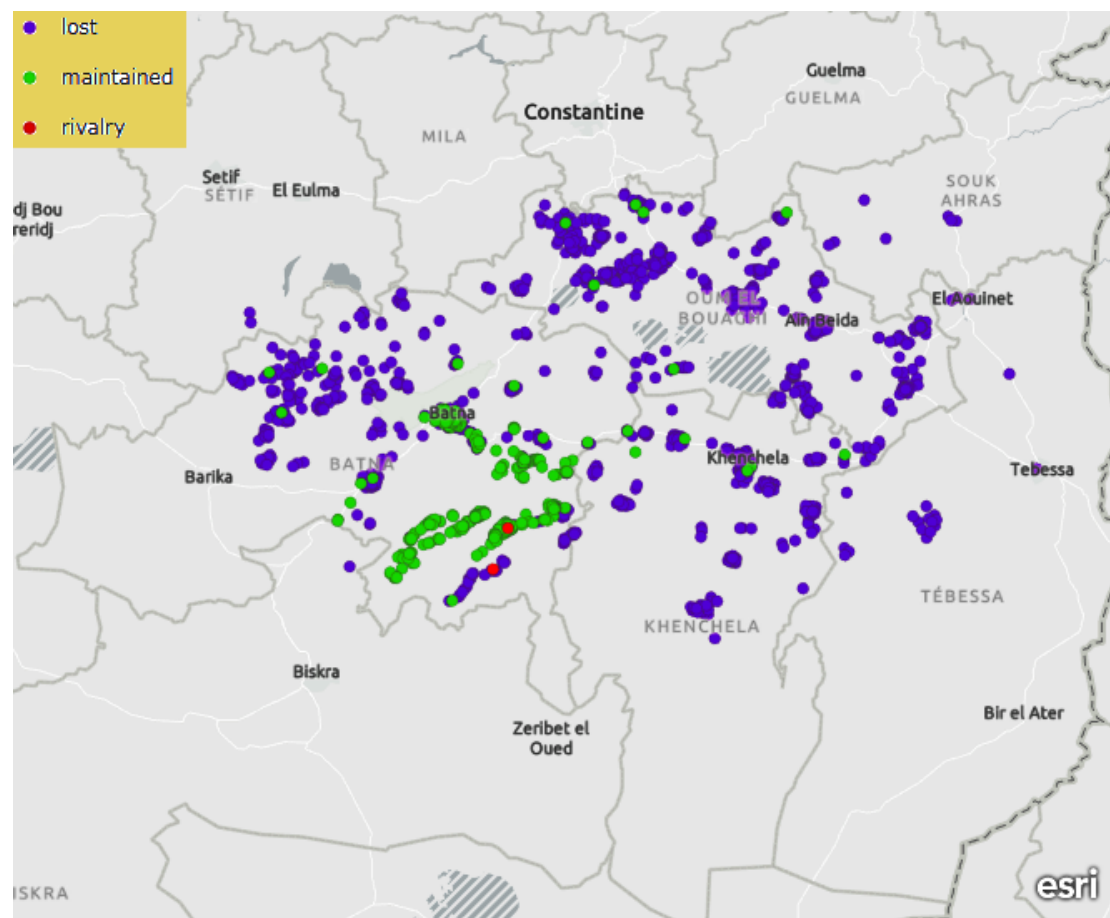 lost
maintained
rivalry
Guelma
GUELMA
Constantine
MILA
Setif
SÉTIF
El Eulma
SOUK
AHRAS
dj Bou
reridj
OUM EL
BOUAGHI
El Aouinet
Aïn Beida
Batna
BATNA
Khenchela
Barika
Tebessa
TÉBESSA
KHENCHELA
Biskra
Zeribet el
Oued
Bir el Ater
ISKRA
esri